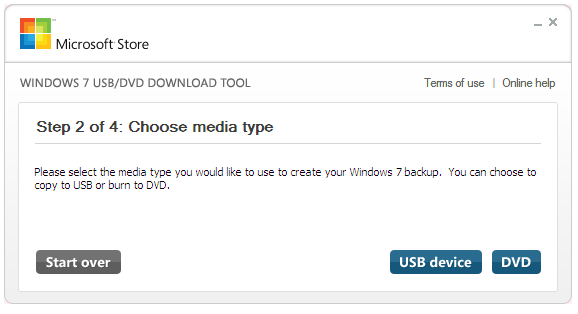 Microsoft Store
WINDOWS 7 USB/DVD DOWNLOAD TOOL
Terms of use | Online help
Step 2 of 4: Choose media type
Please select the media type you would like to use to create your Windows 7 backup. You can choose to
copy to USB or burn to DVD.
Start over
USB device
DVD